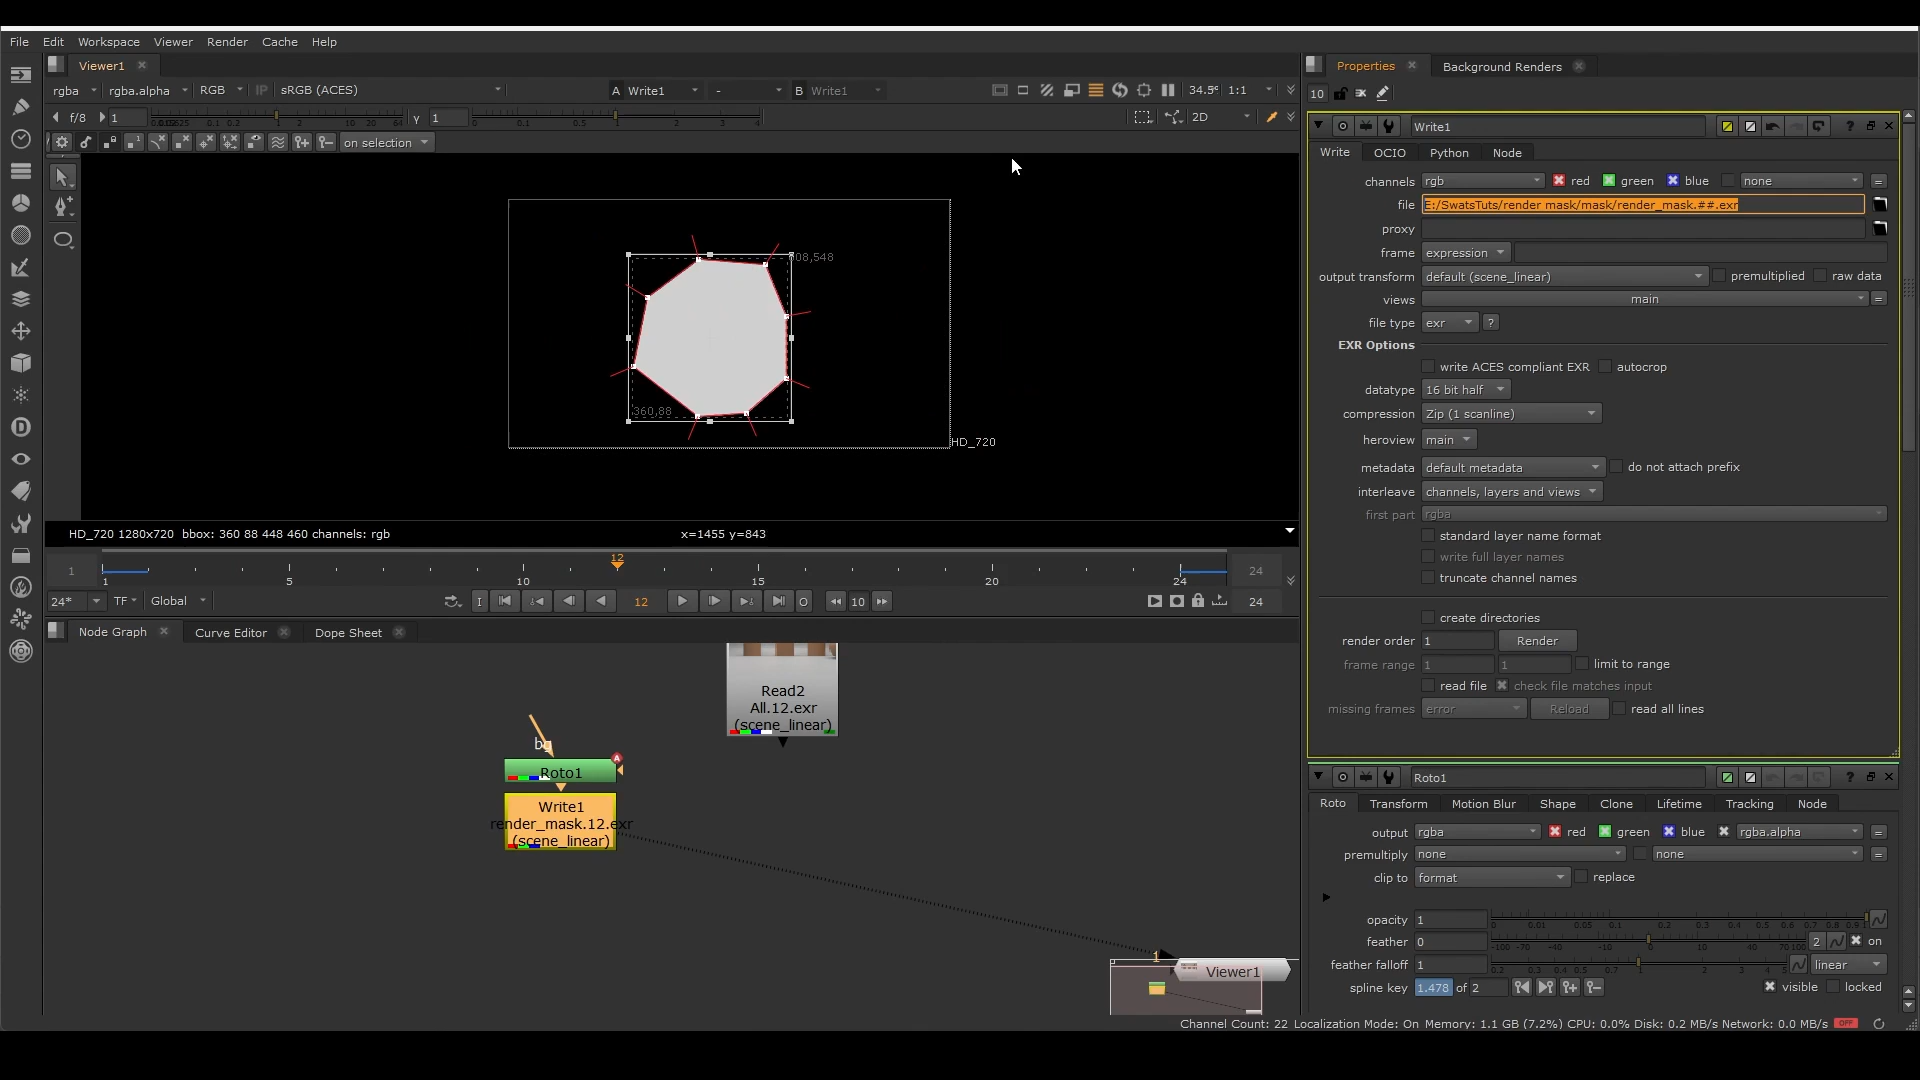 File Edit Workspace Viewer Render Cache Help
Viewer1
rgba rgba.alpha RGB IP sRGB (ACES) A Write1 - B Write1 34.5% 1:1
f/8 1 γ 1 2D
on selection
808,548
360,88
HD_720
HD_720 1280x720 bbox: 360 88 448 460 channels: rgb x=1455 y=843
12
1 1 5 10 15 20 24 24
24* TF Global I 12 O 10 24
Node Graph Curve Editor Dope Sheet
Read2
All.12.exr
(scene_linear)
bg
A
Roto1
Write1
render_mask.12.exr
(scene_linear)
1
Viewer1
Properties Background Renders
10
Write1
Write OCIO Python Node
channels rgb red green blue none =
file E:/SwatsTuts/render mask/mask/render_mask.##.exr
proxy
frame expression
output transform default (scene_linear) premultiplied raw data
views main =
file type exr ?
EXR Options
write ACES compliant EXR autocrop
datatype 16 bit half
compression Zip (1 scanline)
heroview main
metadata default metadata do not attach prefix
interleave channels, layers and views
first part rgba
standard layer name format
write full layer names
truncate channel names
create directories
render order 1 Render
frame range 1 1 limit to range
read file check file matches input
missing frames error Reload read all lines
Roto1
Roto Transform Motion Blur Shape Clone Lifetime Tracking Node
output rgba red green blue rgba.alpha =
premultiply none none =
clip to format replace
opacity 1
feather 0 2 on
feather falloff 1 linear
spline key 1.478 of 2 visible locked
Channel Count: 22 Localization Mode: On Memory: 1.1 GB (7.2%) CPU: 0.0% Disk: 0.2 MB/s Network: 0.0 MB/s OFF